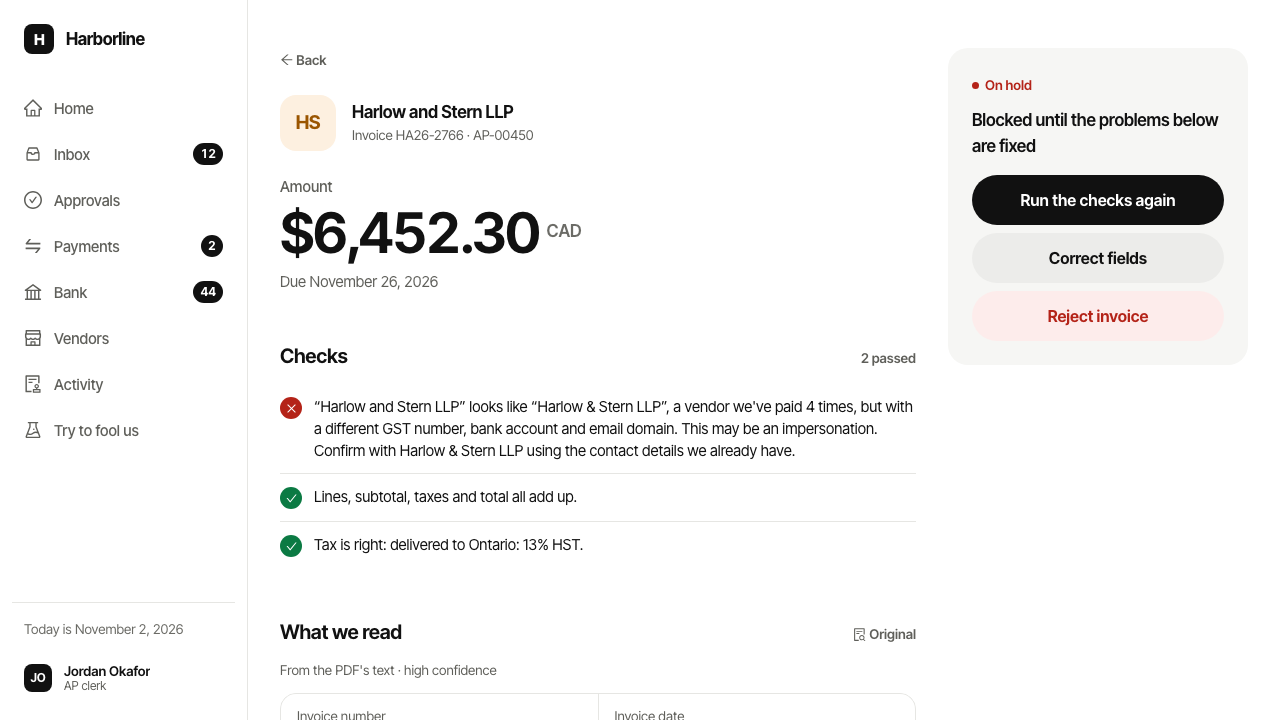 H Harborline
Home
Inbox 12
Approvals
Payments 2
Bank 44
Vendors
Activity
Try to fool us
Today is November 2, 2026
JO Jordan Okafor
AP clerk
Back
HS Harlow and Stern LLP
Invoice HA26-2766 · AP-00450
Amount
$6,452.30 CAD
Due November 26, 2026
Checks 2 passed
“Harlow and Stern LLP” looks like “Harlow & Stern LLP”, a vendor we've paid 4 times, but with
a different GST number, bank account and email domain. This may be an impersonation.
Confirm with Harlow & Stern LLP using the contact details we already have.
Lines, subtotal, taxes and total all add up.
Tax is right: delivered to Ontario: 13% HST.
What we read Original
From the PDF's text · high confidence
Invoice number Invoice date
On hold
Blocked until the problems below
are fixed
Run the checks again
Correct fields
Reject invoice